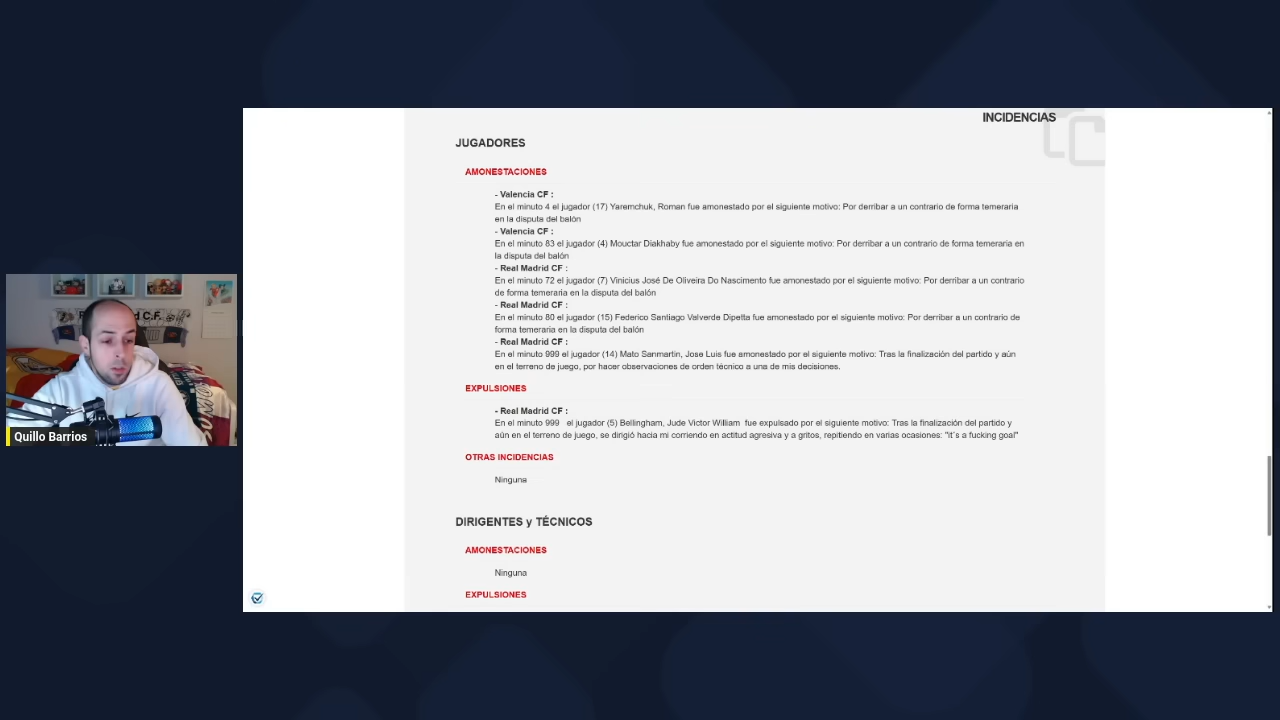 INCIDENCIAS
JUGADORES
AMONESTACIONES
- Valencia CF :
En el minuto 4 el jugador (17) Yaremchuk, Roman fue amonestado por el siguiente motivo: Por derribar a un contrario de forma temeraria
en la disputa del balón
- Valencia CF :
En el minuto 83 el jugador (4) Mouctar Diakhaby fue amonestado por el siguiente motivo: Por derribar a un contrario de forma temeraria en
la disputa del balón
- Real Madrid CF :
En el minuto 72 el jugador (7) Vinicius José De Oliveira Do Nascimento fue amonestado por el siguiente motivo: Por derribar a un contrario
de forma temeraria en la disputa del balón
- Real Madrid CF :
En el minuto 80 el jugador (15) Federico Santiago Valverde Dipetta fue amonestado por el siguiente motivo: Por derribar a un contrario de
forma temeraria en la disputa del balón
- Real Madrid CF :
En el minuto 999 el jugador (14) Mato Sanmartin, Jose Luis fue amonestado por el siguiente motivo: Tras la finalización del partido y aún
en el terreno de juego, por hacer observaciones de orden técnico a una de mis decisiones.
EXPULSIONES
- Real Madrid CF :
En el minuto 999 el jugador (5) Bellingham, Jude Victor William fue expulsado por el siguiente motivo: Tras la finalización del partido y
aún en el terreno de juego, se dirigió hacia mi corriendo en actitud agresiva y a gritos, repitiendo en varias ocasiones: "it´s a fucking goal"
OTRAS INCIDENCIAS
Ninguna
DIRIGENTES y TÉCNICOS
AMONESTACIONES
Ninguna
EXPULSIONES
Quillo Barrios